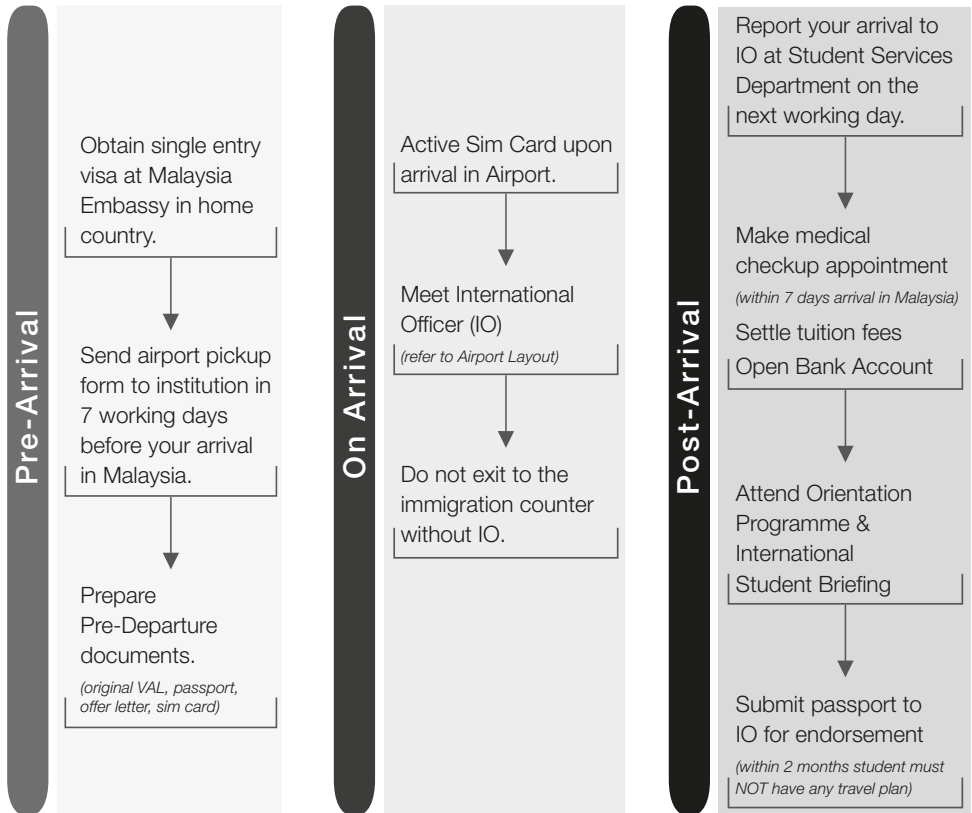 Pre-Arrival
Obtain single entry
visa at Malaysia
Embassy in home
country.
Send airport pickup
form to institution in
7 working days
before your arrival
in Malaysia.
Prepare
Pre-Departure
documents.
(original VAL, passport,
offer letter, sim card)
On Arrival
Active Sim Card upon
arrival in Airport.
Meet International
Officer (IO)
(refer to Airport Layout)
Do not exit to the
immigration counter
without IO.
Post-Arrival
Report your arrival to
IO at Student Services
Department on the
next working day.
Make medical
checkup appointment
(within 7 days arrival in Malaysia)
Settle tuition fees
Open Bank Account
Attend Orientation
Programme &
International
Student Briefing
Submit passport to
IO for endorsement
(within 2 months student must
NOT have any travel plan)